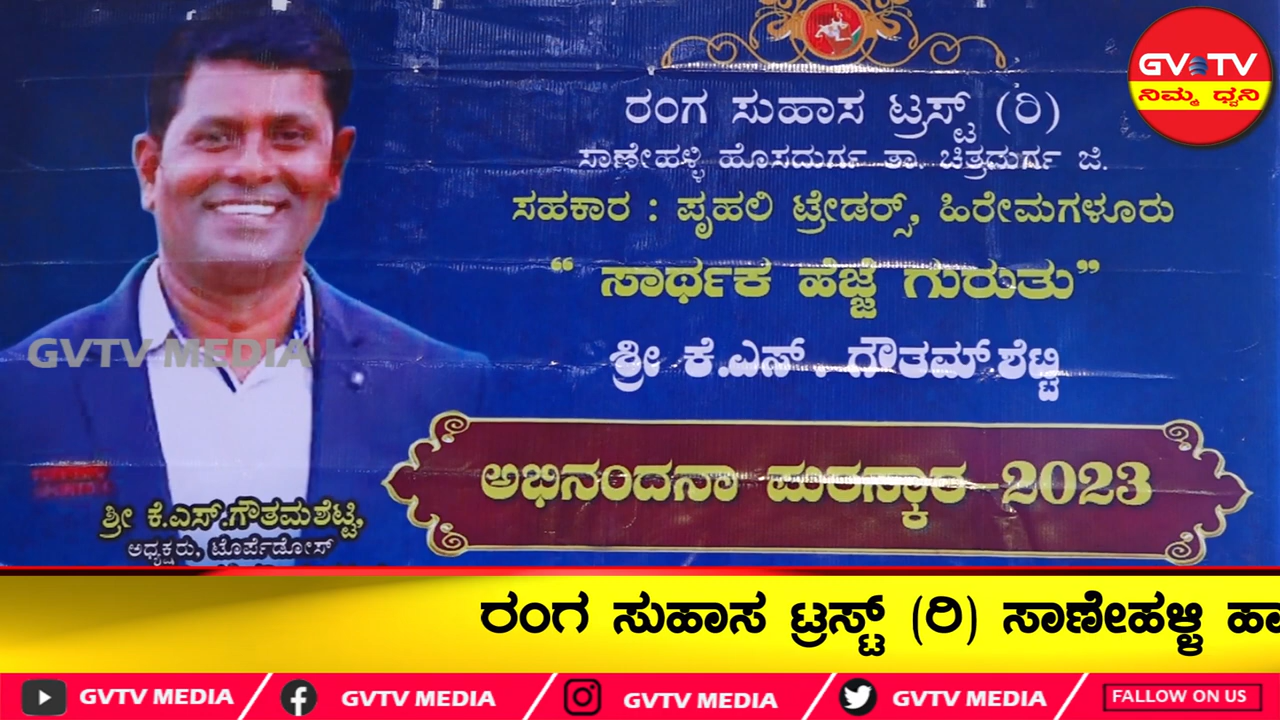 GVTV
ನಿಮ್ಮ ಧ್ವನಿ
ರಂಗ ಸುಹಾಸ ಟ್ರಸ್ಟ್ (ರಿ)
ಸಾಣೇಹಳ್ಳಿ ಹೊಸದುರ್ಗ ತಾ. ಚಿತ್ರದುರ್ಗ ಜಿ.
ಸಹಕಾರ : ಪೃಹಲಿ ಟ್ರೇಡರ್ಸ್, ಹಿರೇಮಗಳೂರು
“ ಸಾರ್ಥಕ ಹೆಜ್ಜೆ ಗುರುತು”
ಶ್ರೀ ಕೆ.ಎಸ್. ಗೌತಮ್‌ಶೆಟ್ಟಿ
GVTV MEDIA
ಅಭಿನಂದನಾ ಪುರಸ್ಕಾರ-2023
ಶ್ರೀ ಕೆ.ಎಸ್.ಗೌತಮಶೆಟ್ಟಿ,
ಅಧ್ಯಕ್ಷರು, ಟೊರ್ಪೆಡೋಸ್
ರಂಗ ಸುಹಾಸ ಟ್ರಸ್ಟ್ (ರಿ) ಸಾಣೇಹಳ್ಳಿ
GVTV MEDIA GVTV MEDIA GVTV MEDIA GVTV MEDIA FALLOW ON US